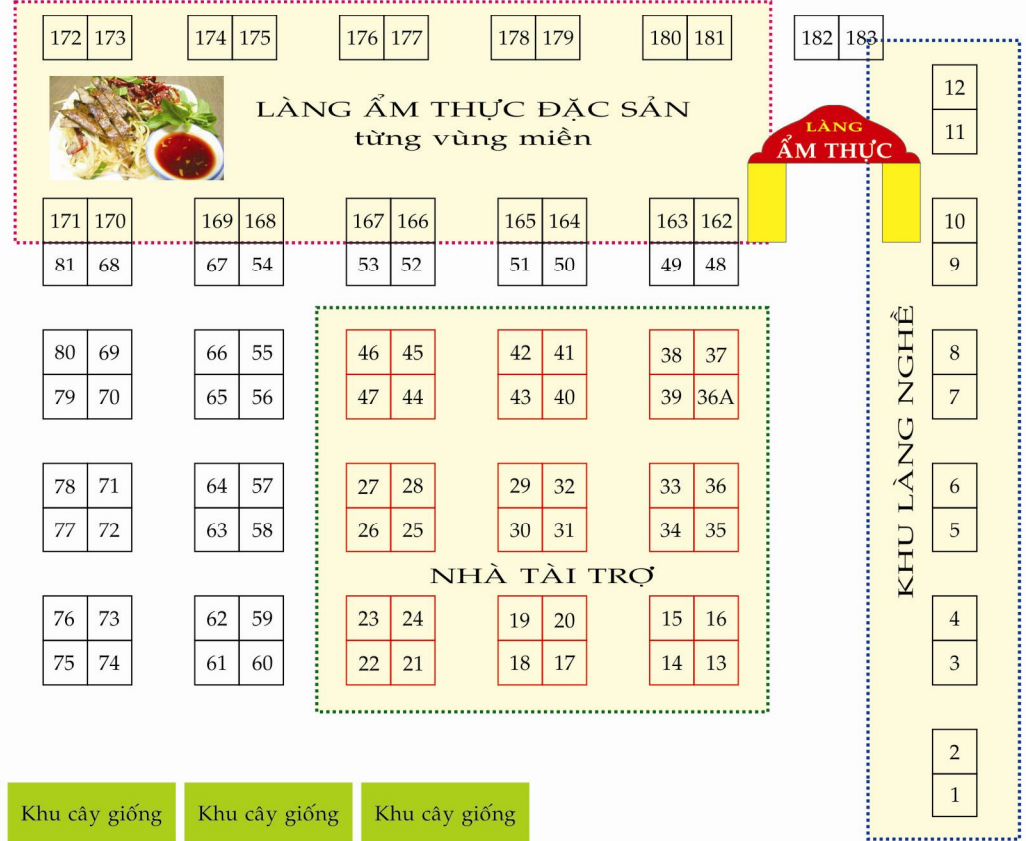 172 173 174 175 176 177 178 179 180 181 182 183
12
11
LÀNG ẨM THỰC ĐẶC SẢN
từng vùng miền
LÀNG
ẨM THỰC
171 170 169 168 167 166 165 164 163 162 10
81 68 67 54 53 52 51 50 49 48 9
80 69 66 55 46 45 42 41 38 37 8
79 70 65 56 47 44 43 40 39 36A 7
KHU LÀNG NGHỀ
78 71 64 57 27 28 29 32 33 36 6
77 72 63 58 26 25 30 31 34 35 5
NHÀ TÀI TRỢ
76 73 62 59 23 24 19 20 15 16 4
75 74 61 60 22 21 18 17 14 13 3
2
1
Khu cây giống Khu cây giống Khu cây giống